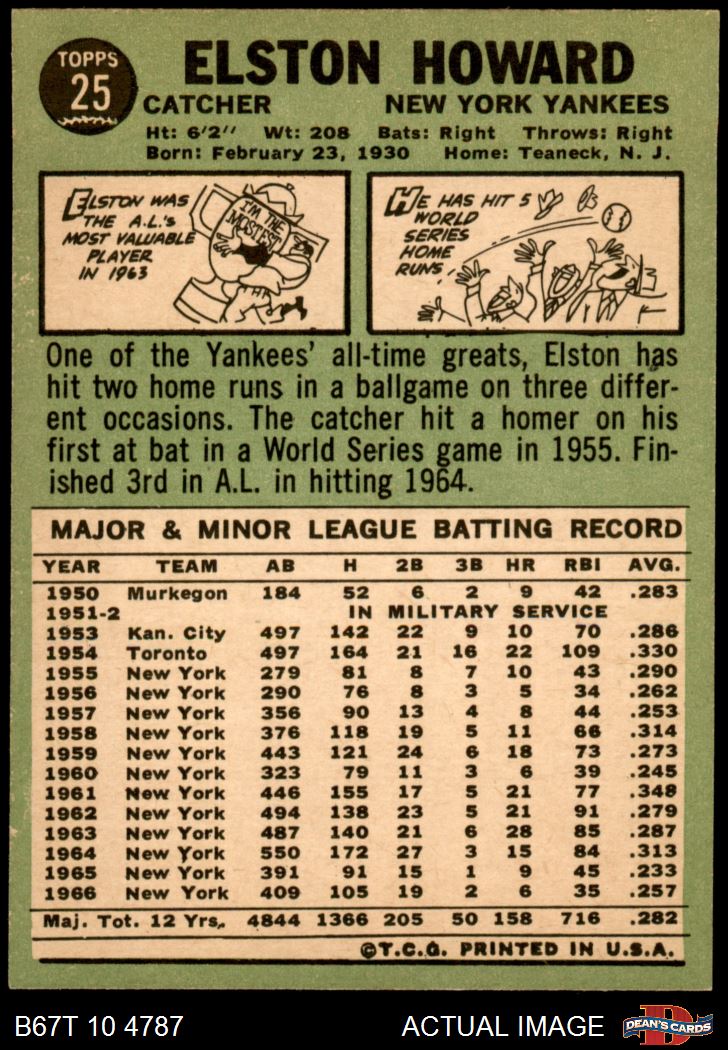 TOPPS
25
ELSTON HOWARD
CATCHER NEW YORK YANKEES
Ht: 6'2" Wt: 208 Bats: Right Throws: Right
Born: February 23, 1930 Home: Teaneck, N. J.
ELSTON WAS
THE A.L.'s
MOST VALUABLE
PLAYER
IN 1963
I'M THE
MOSTEST
HE HAS HIT 5
WORLD
SERIES
HOME
RUNS.
One of the Yankees' all-time greats, Elston has
hit two home runs in a ballgame on three differ-
ent occasions. The catcher hit a homer on his
first at bat in a World Series game in 1955. Fin-
ished 3rd in A.L. in hitting 1964.
MAJOR & MINOR LEAGUE BATTING RECORD
YEAR TEAM AB H 2B 3B HR RBI AVG.
1950 Murkegon 184 52 6 2 9 42 .283
1951-2 IN MILITARY SERVICE
1953 Kan. City 497 142 22 9 10 70 .286
1954 Toronto 497 164 21 16 22 109 .330
1955 New York 279 81 8 7 10 43 .290
1956 New York 290 76 8 3 5 34 .262
1957 New York 356 90 13 4 8 44 .253
1958 New York 376 118 19 5 11 66 .314
1959 New York 443 121 24 6 18 73 .273
1960 New York 323 79 11 3 6 39 .245
1961 New York 446 155 17 5 21 77 .348
1962 New York 494 138 23 5 21 91 .279
1963 New York 487 140 21 6 28 85 .287
1964 New York 550 172 27 3 15 84 .313
1965 New York 391 91 15 1 9 45 .233
1966 New York 409 105 19 2 6 35 .257
Maj. Tot. 12 Yrs. 4844 1366 205 50 158 716 .282
©T.C.G. PRINTED IN U.S.A.
B67T 10 4787 ACTUAL IMAGE
D
DEAN'S CARDS